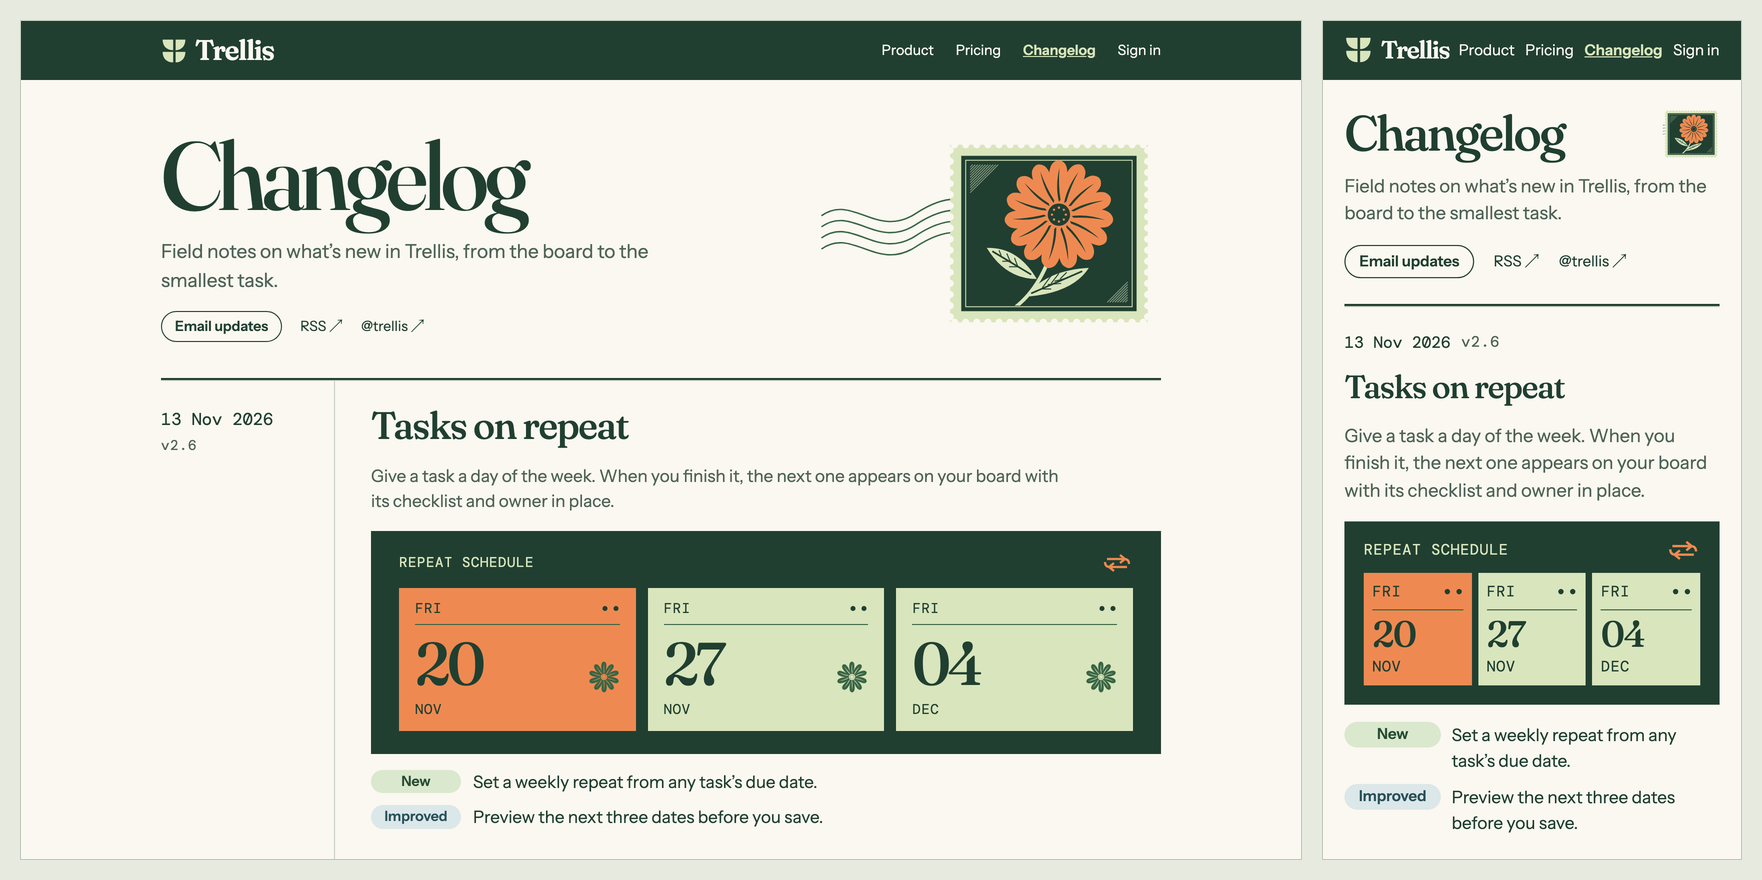 Trellis
Product Pricing Changelog Sign in
Changelog
Field notes on what’s new in Trellis, from the board to the
smallest task.
Email updates RSS ↗ @trellis ↗
13 Nov 2026
v2.6
Tasks on repeat
Give a task a day of the week. When you finish it, the next one appears on your board with
its checklist and owner in place.
REPEAT SCHEDULE
FRI
20
NOV
FRI
27
NOV
FRI
04
DEC
New Set a weekly repeat from any task’s due date.
Improved Preview the next three dates before you save.
Trellis Product Pricing Changelog Sign in
Changelog
Field notes on what’s new in Trellis, from the
board to the smallest task.
Email updates RSS ↗ @trellis ↗
13 Nov 2026 v2.6
Tasks on repeat
Give a task a day of the week. When you
finish it, the next one appears on your board
with its checklist and owner in place.
REPEAT SCHEDULE
FRI
20
NOV
FRI
27
NOV
FRI
04
DEC
New Set a weekly repeat from any
task’s due date.
Improved Preview the next three dates
before you save.